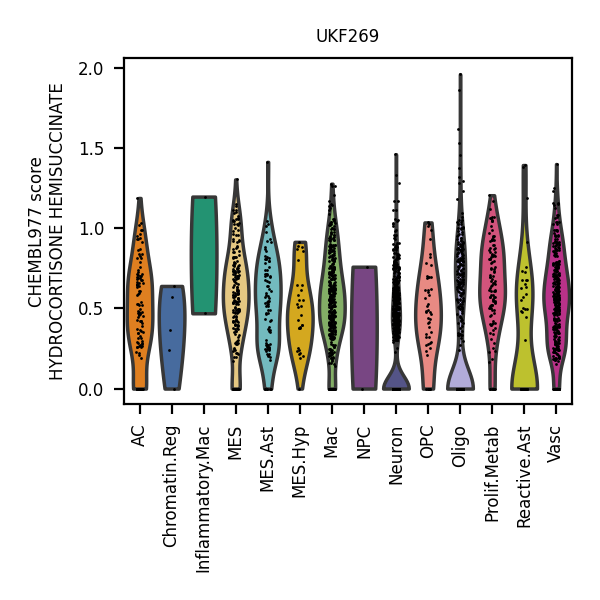 UKF269
CHEMBL977 score
HYDROCORTISONE HEMISUCCINATE
2.0
1.5
1.0
0.5
0.0
AC
Chromatin.Reg
Inflammatory.Mac
MES
MES.Ast
MES.Hyp
Mac
NPC
Neuron
OPC
Oligo
Prolif.Metab
Reactive.Ast
Vasc